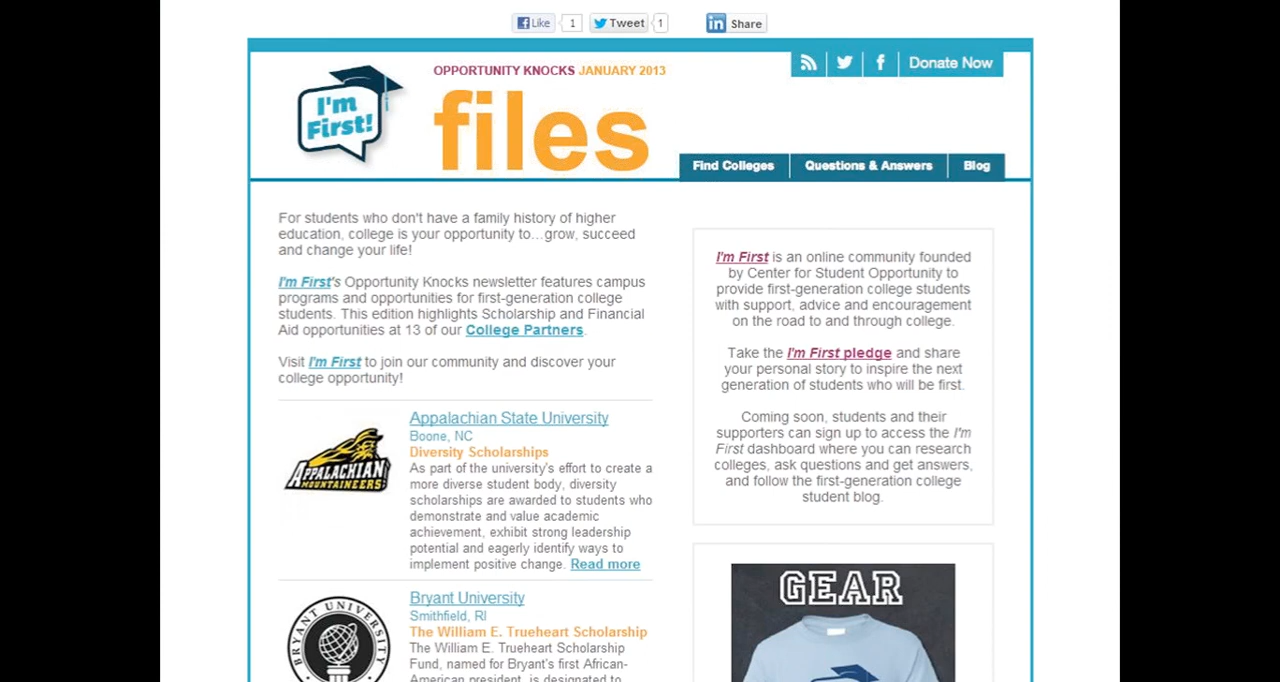 Like 1 Tweet 1 Share
Donate Now
OPPORTUNITY KNOCKS JANUARY 2013
files
I'm
First!
Find Colleges Questions & Answers Blog
For students who don't have a family history of higher
education, college is your opportunity to...grow, succeed
and change your life!
I'm First's Opportunity Knocks newsletter features campus
programs and opportunities for first-generation college
students. This edition highlights Scholarship and Financial
Aid opportunities at 13 of our College Partners.
Visit I'm First to join our community and discover your
college opportunity!
APPALACHIAN
MOUNTAINEERS
Appalachian State University
Boone, NC
Diversity Scholarships
As part of the university's effort to create a
more diverse student body, diversity
scholarships are awarded to students who
demonstrate and value academic
achievement, exhibit strong leadership
potential and eagerly identify ways to
implement positive change. Read more
BRYANT UNIVERSITY
Bryant University
Smithfield, RI
The William E. Trueheart Scholarship
The William E. Trueheart Scholarship
Fund, named for Bryant's first African-
American president, is designated to
I'm First is an online community founded
by Center for Student Opportunity to
provide first-generation college students
with support, advice and encouragement
on the road to and through college.
Take the I'm First pledge and share
your personal story to inspire the next
generation of students who will be first.
Coming soon, students and their
supporters can sign up to access the I'm
First dashboard where you can research
colleges, ask questions and get answers,
and follow the first-generation college
student blog.
GEAR